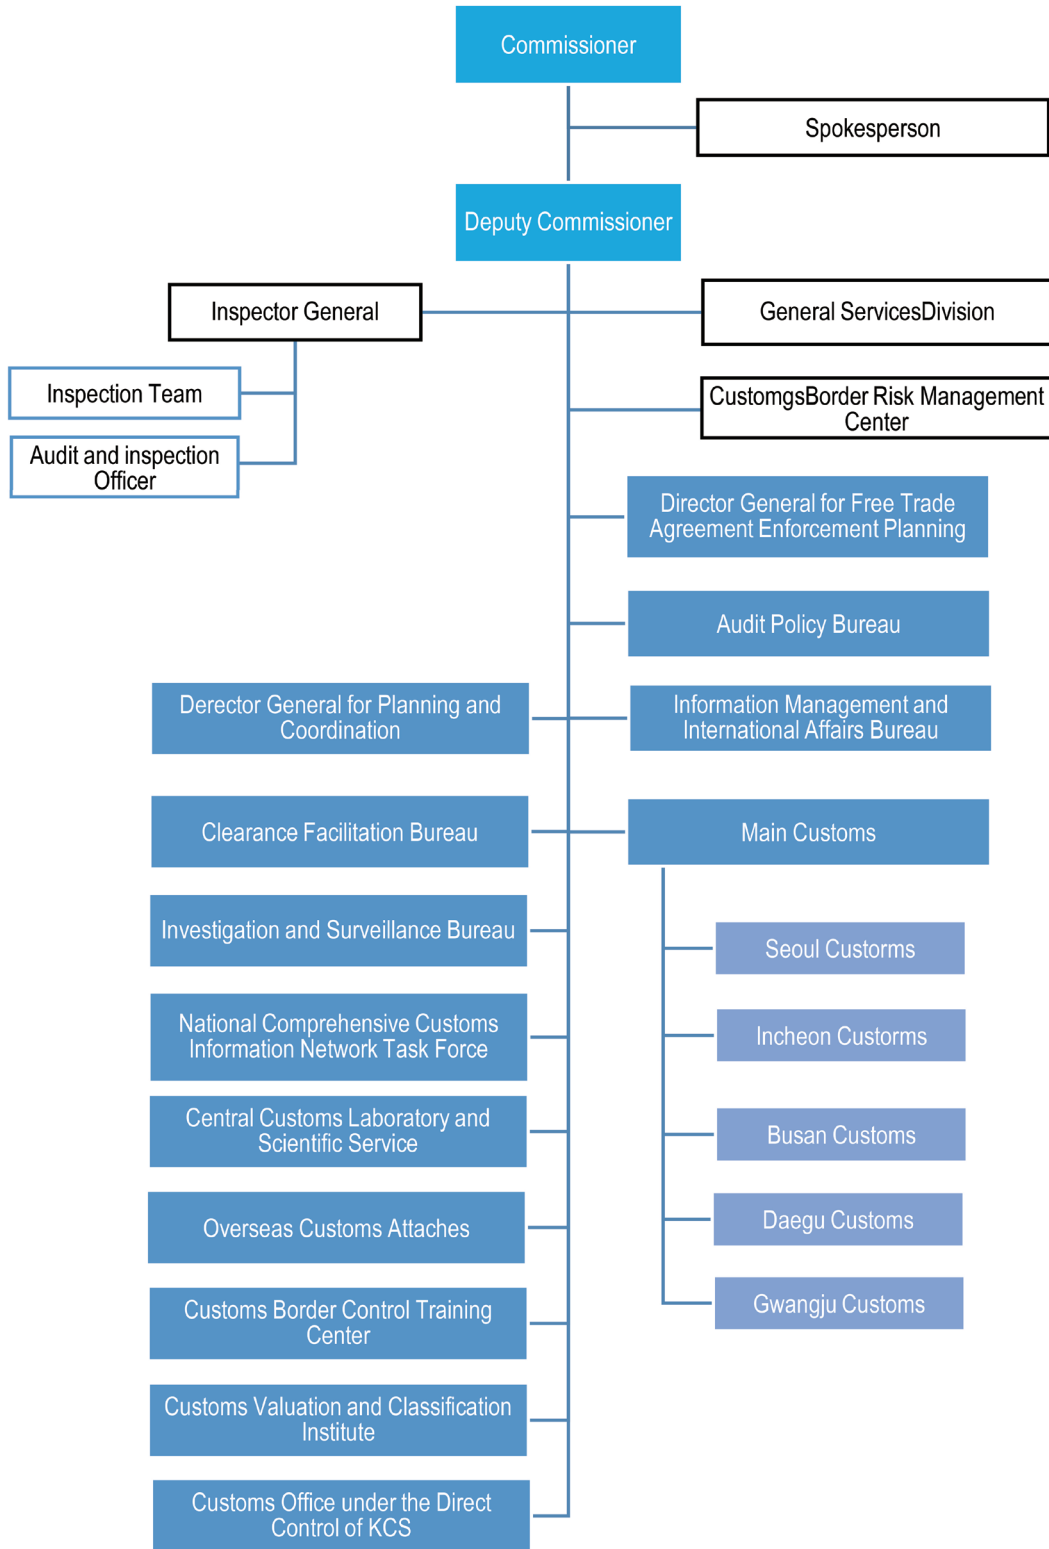 Commissioner
Spokesperson
Deputy Commissioner
Inspector General
General ServicesDivision
Inspection Team
CustomgsBorder Risk Management
Center
Audit and inspection
Officer
Director General for Free Trade
Agreement Enforcement Planning
Audit Policy Bureau
Derector General for Planning and
Coordination
Information Management and
International Affairs Bureau
Clearance Facilitation Bureau
Main Customs
Investigation and Surveillance Bureau
Seoul Custorms
National Comprehensive Customs
Information Network Task Force
Incheon Custorms
Central Customs Laboratory and
Scientific Service
Busan Customs
Overseas Customs Attaches
Daegu Customs
Customs Border Control Training
Center
Gwangju Customs
Customs Valuation and Classification
Institute
Customs Office under the Direct
Control of KCS